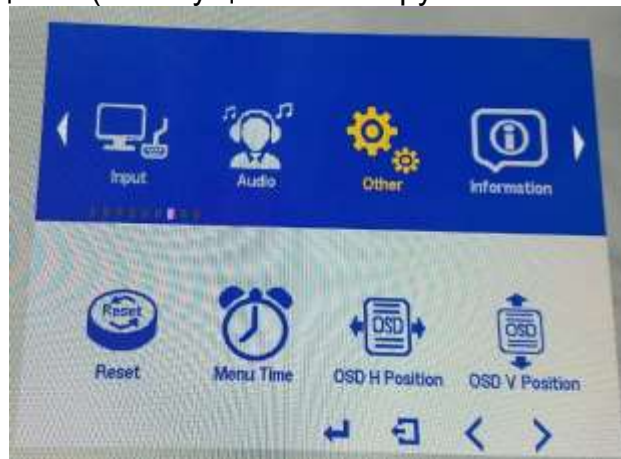 Input Audio Other Information
Reset
OSD OSD
Reset Menu Time OSD H Position OSD V Position